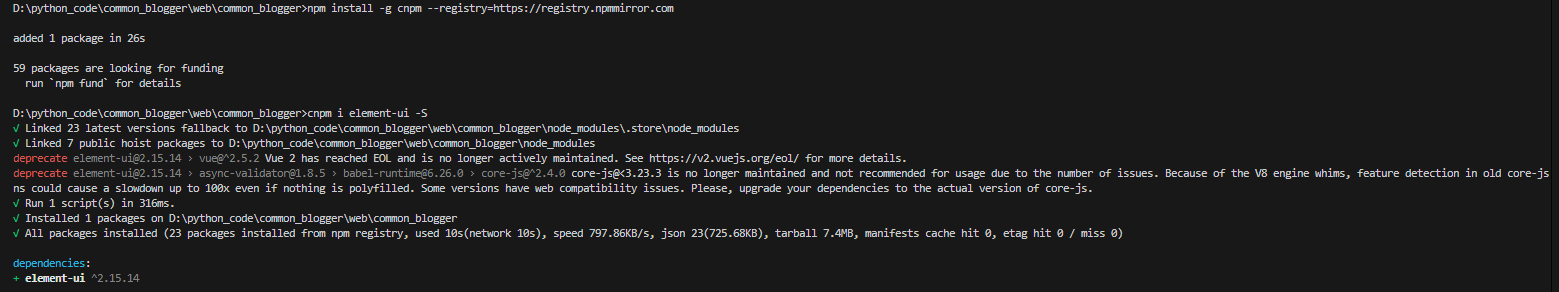 D:\python_code\common_blogger\web\common_blogger>npm install -g cnpm --registry=https://registry.npmmirror.com
added 1 package in 26s
59 packages are looking for funding
  run `npm fund` for details
D:\python_code\common_blogger\web\common_blogger>cnpm i element-ui -S
√ Linked 23 latest versions fallback to D:\python_code\common_blogger\web\common_blogger\node_modules\.store\node_modules
√ Linked 7 public hoist packages to D:\python_code\common_blogger\web\common_blogger\node_modules
deprecate element-ui@2.15.14 › vue@^2.5.2 Vue 2 has reached EOL and is no longer actively maintained. See https://v2.vuejs.org/eol/ for more details.
deprecate element-ui@2.15.14 › async-validator@1.8.5 › babel-runtime@6.26.0 › core-js@^2.4.0 core-js@<3.23.3 is no longer maintained and not recommended for usage due to the number of issues. Because of the V8 engine whims, feature detection in old core-js
ns could cause a slowdown up to 100x even if nothing is polyfilled. Some versions have web compatibility issues. Please, upgrade your dependencies to the actual version of core-js.
√ Run 1 script(s) in 316ms.
√ Installed 1 packages on D:\python_code\common_blogger\web\common_blogger
√ All packages installed (23 packages installed from npm registry, used 10s(network 10s), speed 797.86KB/s, json 23(725.68KB), tarball 7.4MB, manifests cache hit 0, etag hit 0 / miss 0)
dependencies:
+ element-ui ^2.15.14